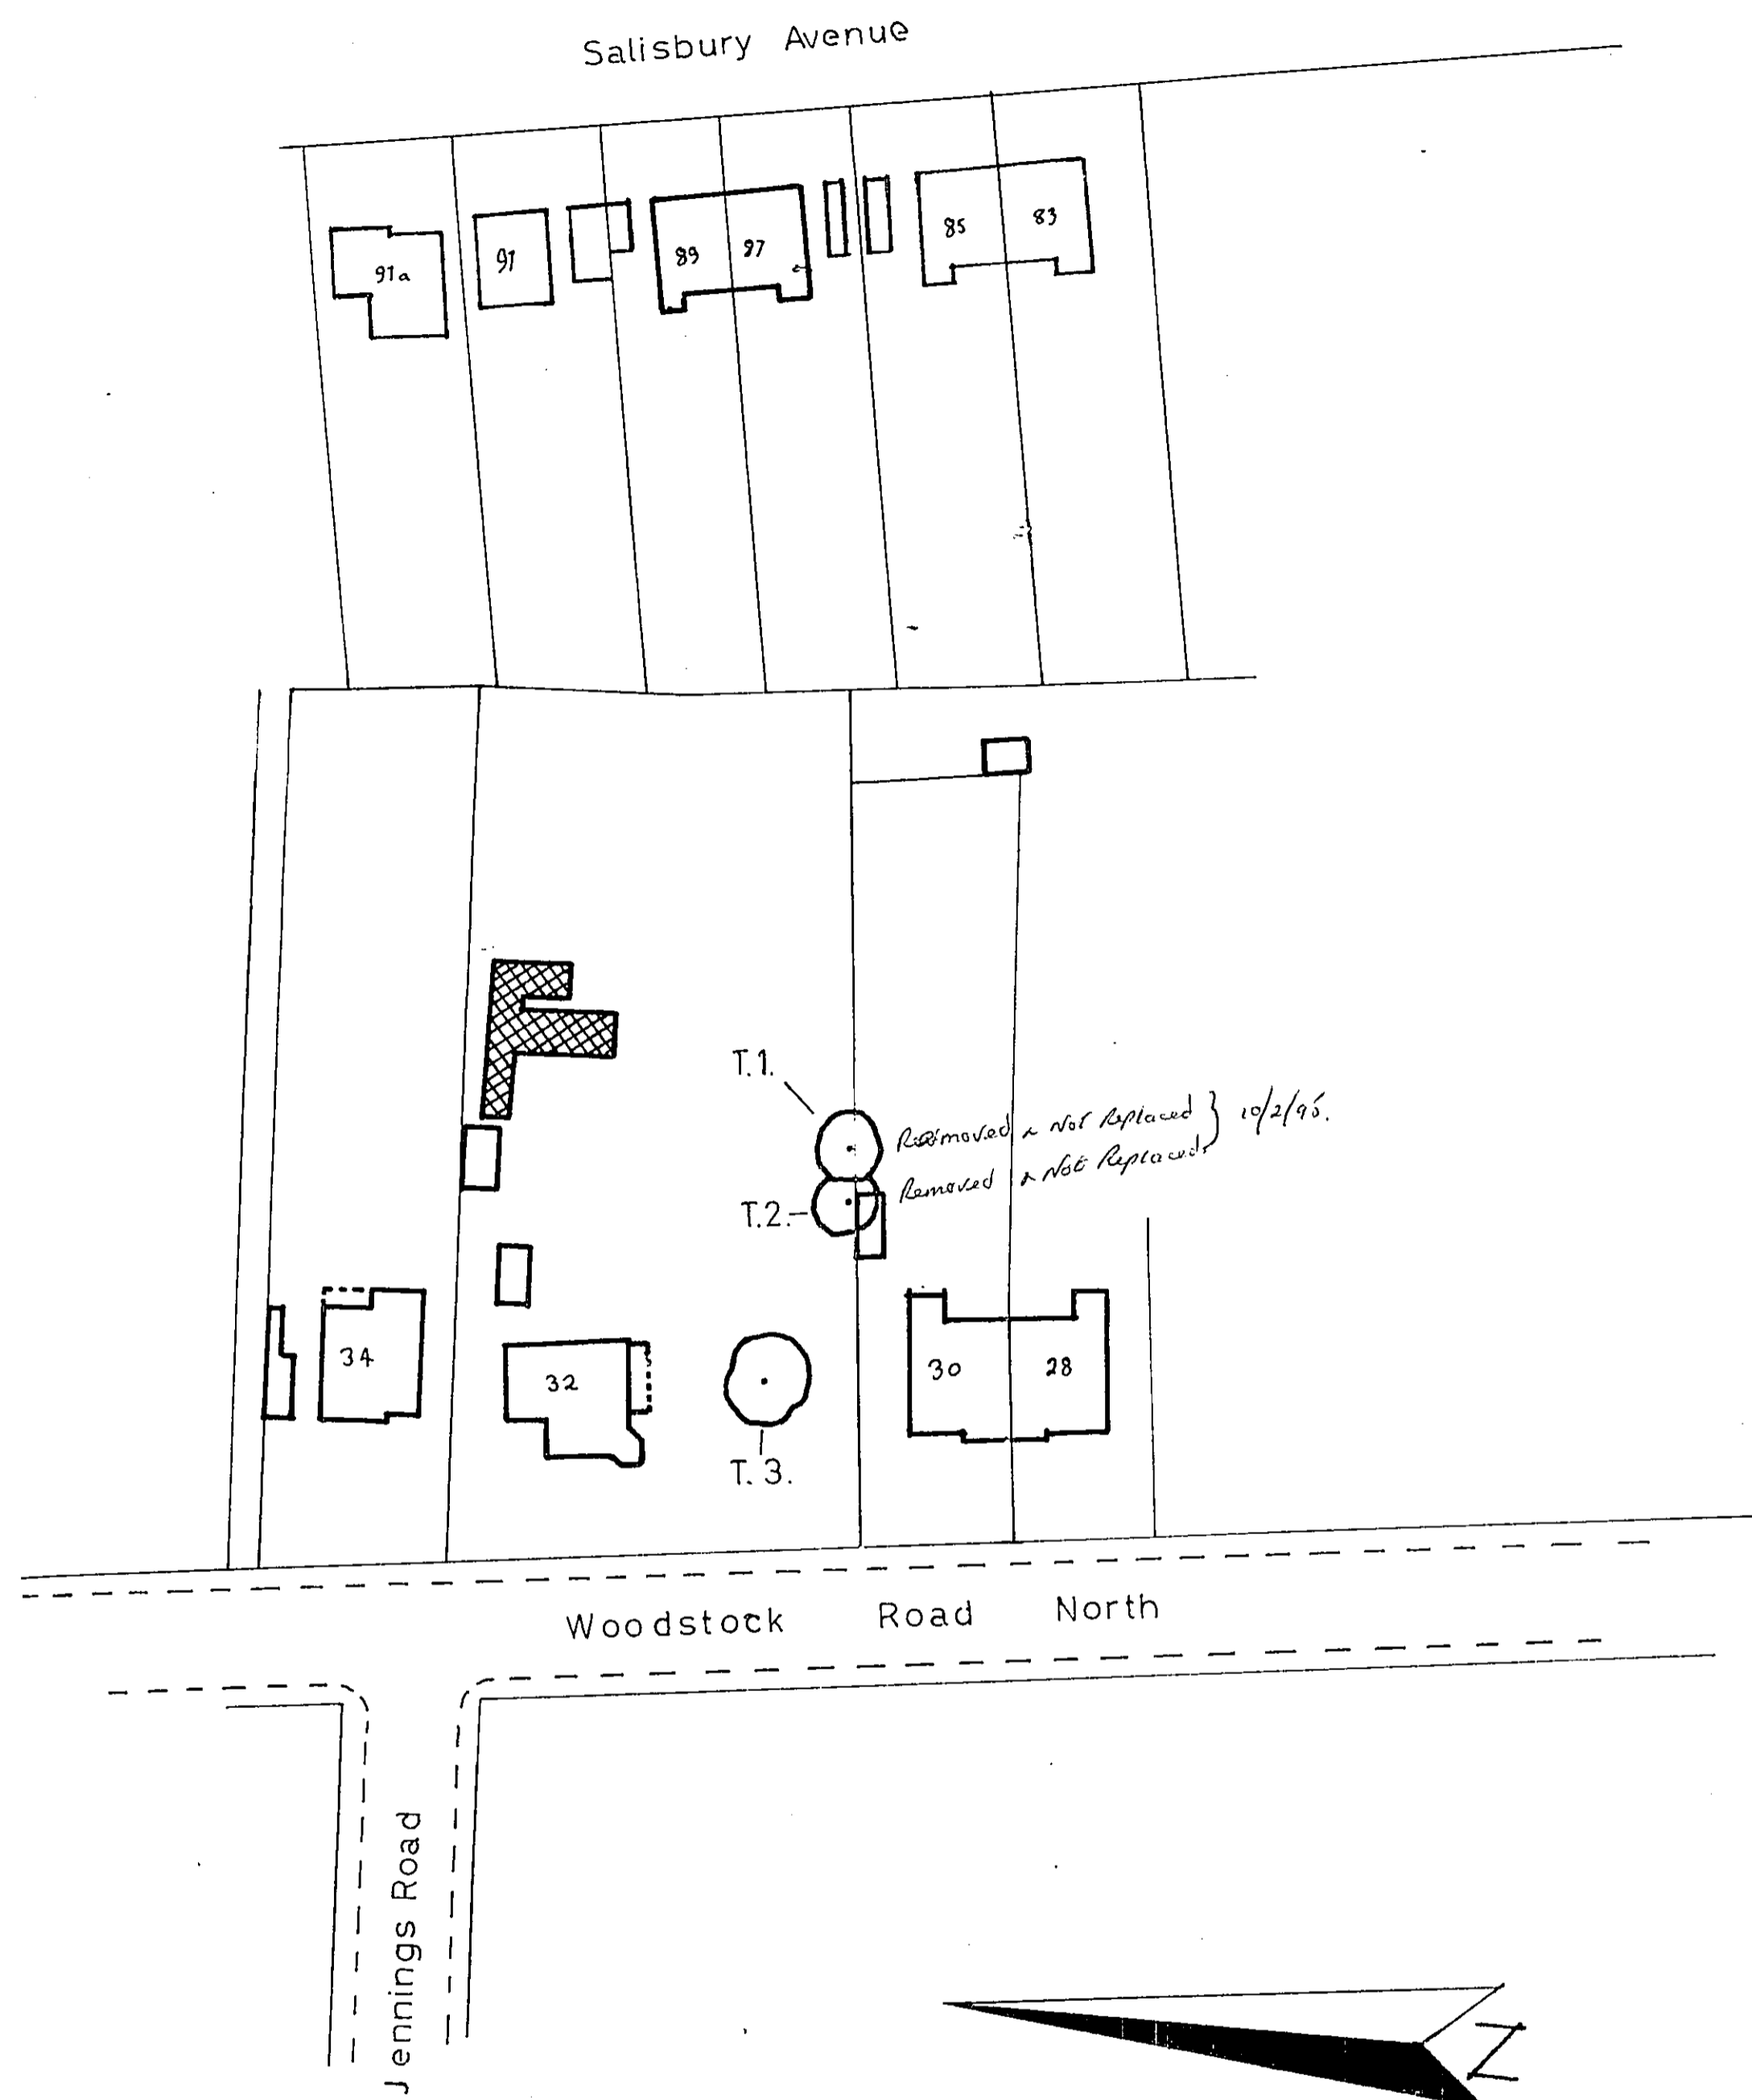 Salisbury Avenue
91a
91
89
87
85
83
T.1.
Removed & Not Replaced } 10/2/95.
T.2.
Removed & Not Replaced
34
32
30
28
T.3.
Woodstock Road North
Jennings Road
N